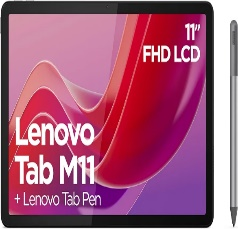 11"
FHD LCD
Lenovo
Tab M11
+ Lenovo Tab Pen